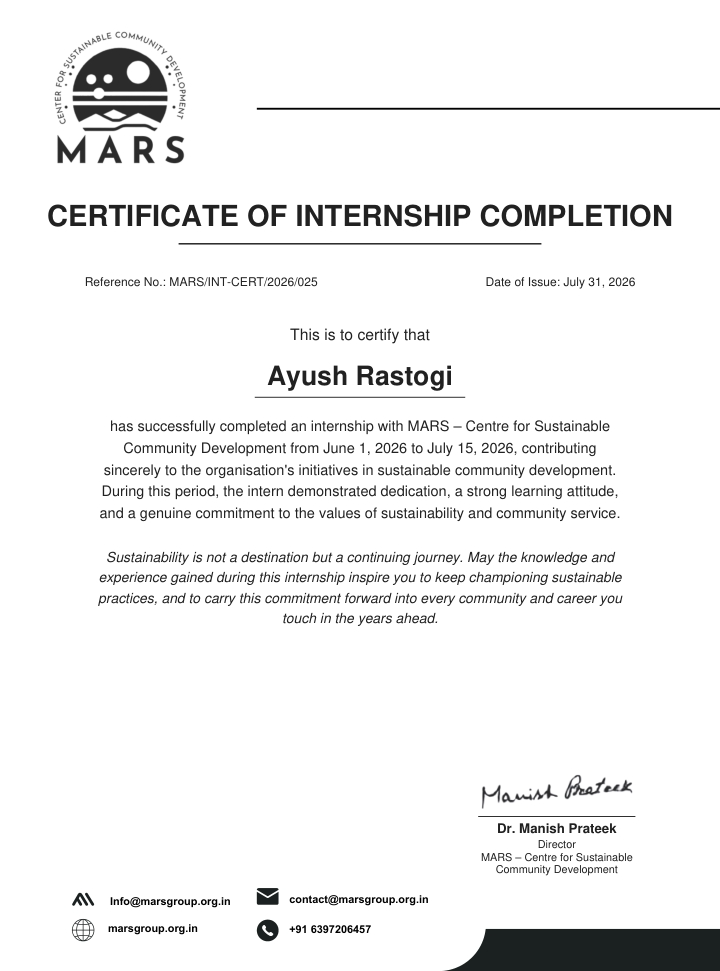 CENTER FOR SUSTAINABLE COMMUNITY DEVELOPMENT
MARS
CERTIFICATE OF INTERNSHIP COMPLETION
Reference No.: MARS/INT-CERT/2026/025
Date of Issue: July 31, 2026
This is to certify that
Ayush Rastogi
has successfully completed an internship with MARS – Centre for Sustainable
Community Development from June 1, 2026 to July 15, 2026, contributing
sincerely to the organisation's initiatives in sustainable community development.
During this period, the intern demonstrated dedication, a strong learning attitude,
and a genuine commitment to the values of sustainability and community service.
Sustainability is not a destination but a continuing journey. May the knowledge and
experience gained during this internship inspire you to keep championing sustainable
practices, and to carry this commitment forward into every community and career you
touch in the years ahead.
Manish Prateek
Dr. Manish Prateek
Director
MARS – Centre for Sustainable
Community Development
Info@marsgroup.org.in
contact@marsgroup.org.in
marsgroup.org.in
+91 6397206457